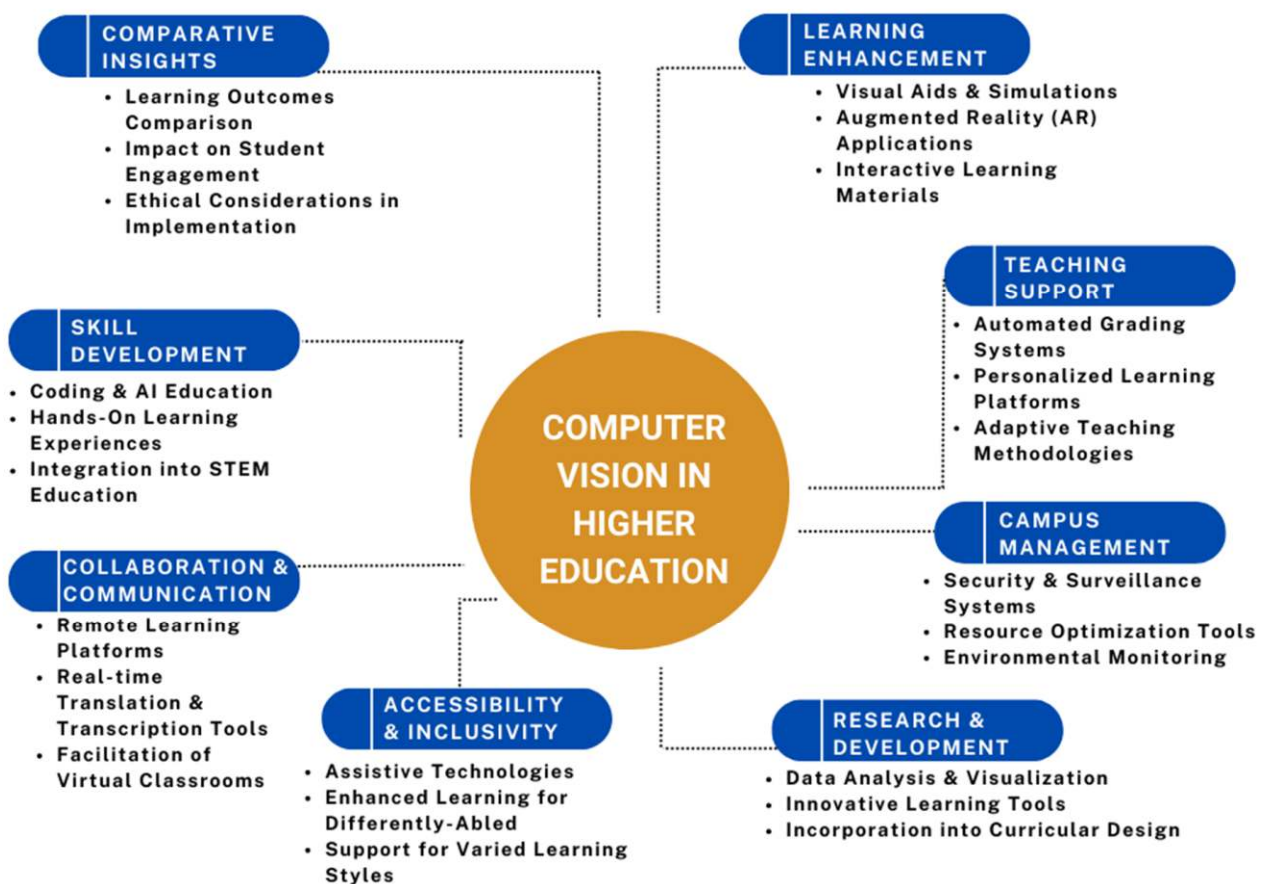 COMPARATIVE
INSIGHTS
• Learning Outcomes
Comparison
• Impact on Student
Engagement
• Ethical Considerations in
Implementation
LEARNING
ENHANCEMENT
• Visual Aids & Simulations
• Augmented Reality (AR)
Applications
• Interactive Learning
Materials
TEACHING
SUPPORT
• Automated Grading
Systems
• Personalized Learning
Platforms
• Adaptive Teaching
Methodologies
SKILL
DEVELOPMENT
• Coding & AI Education
• Hands-On Learning
Experiences
• Integration into STEM
Education
COMPUTER
VISION IN
HIGHER
EDUCATION
CAMPUS
MANAGEMENT
• Security & Surveillance
Systems
• Resource Optimization Tools
• Environmental Monitoring
COLLABORATION &
COMMUNICATION
• Remote Learning
Platforms
• Real-time
Translation &
Transcription Tools
• Facilitation of
Virtual Classrooms
ACCESSIBILITY
& INCLUSIVITY
• Assistive Technologies
• Enhanced Learning for
Differently-Abled
• Support for Varied Learning
Styles
RESEARCH &
DEVELOPMENT
• Data Analysis & Visualization
• Innovative Learning Tools
• Incorporation into Curricular Design